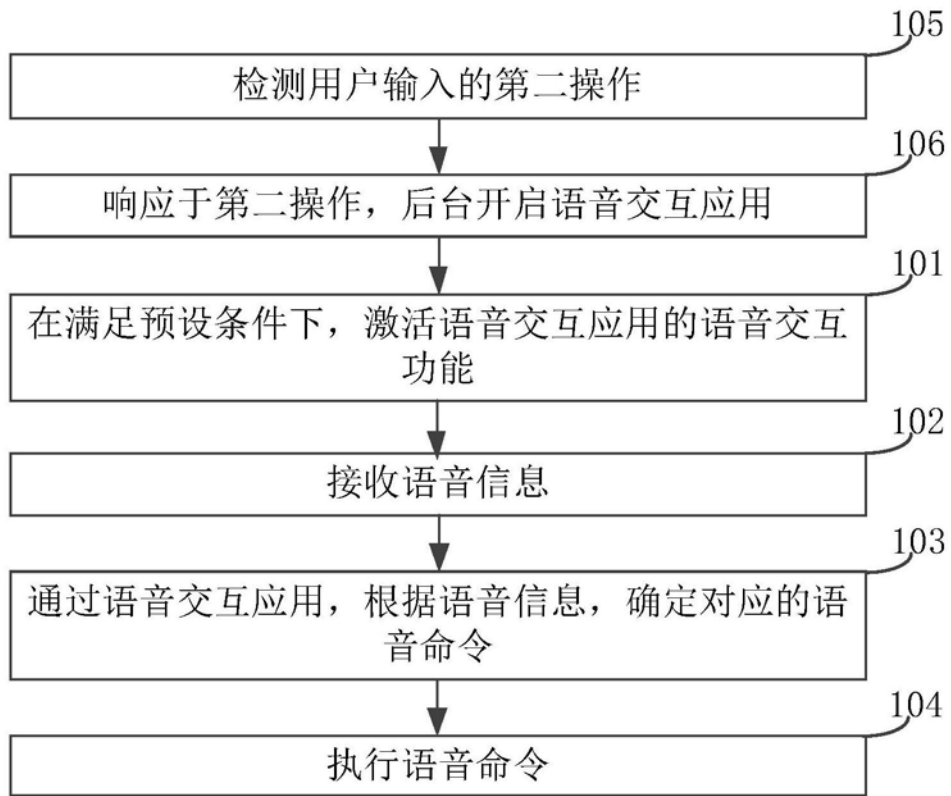 105
检测用户输入的第二操作
106
响应于第二操作，后台开启语音交互应用
101
在满足预设条件下，激活语音交互应用的语音交互
功能
102
接收语音信息
103
通过语音交互应用，根据语音信息，确定对应的语
音命令
104
执行语音命令